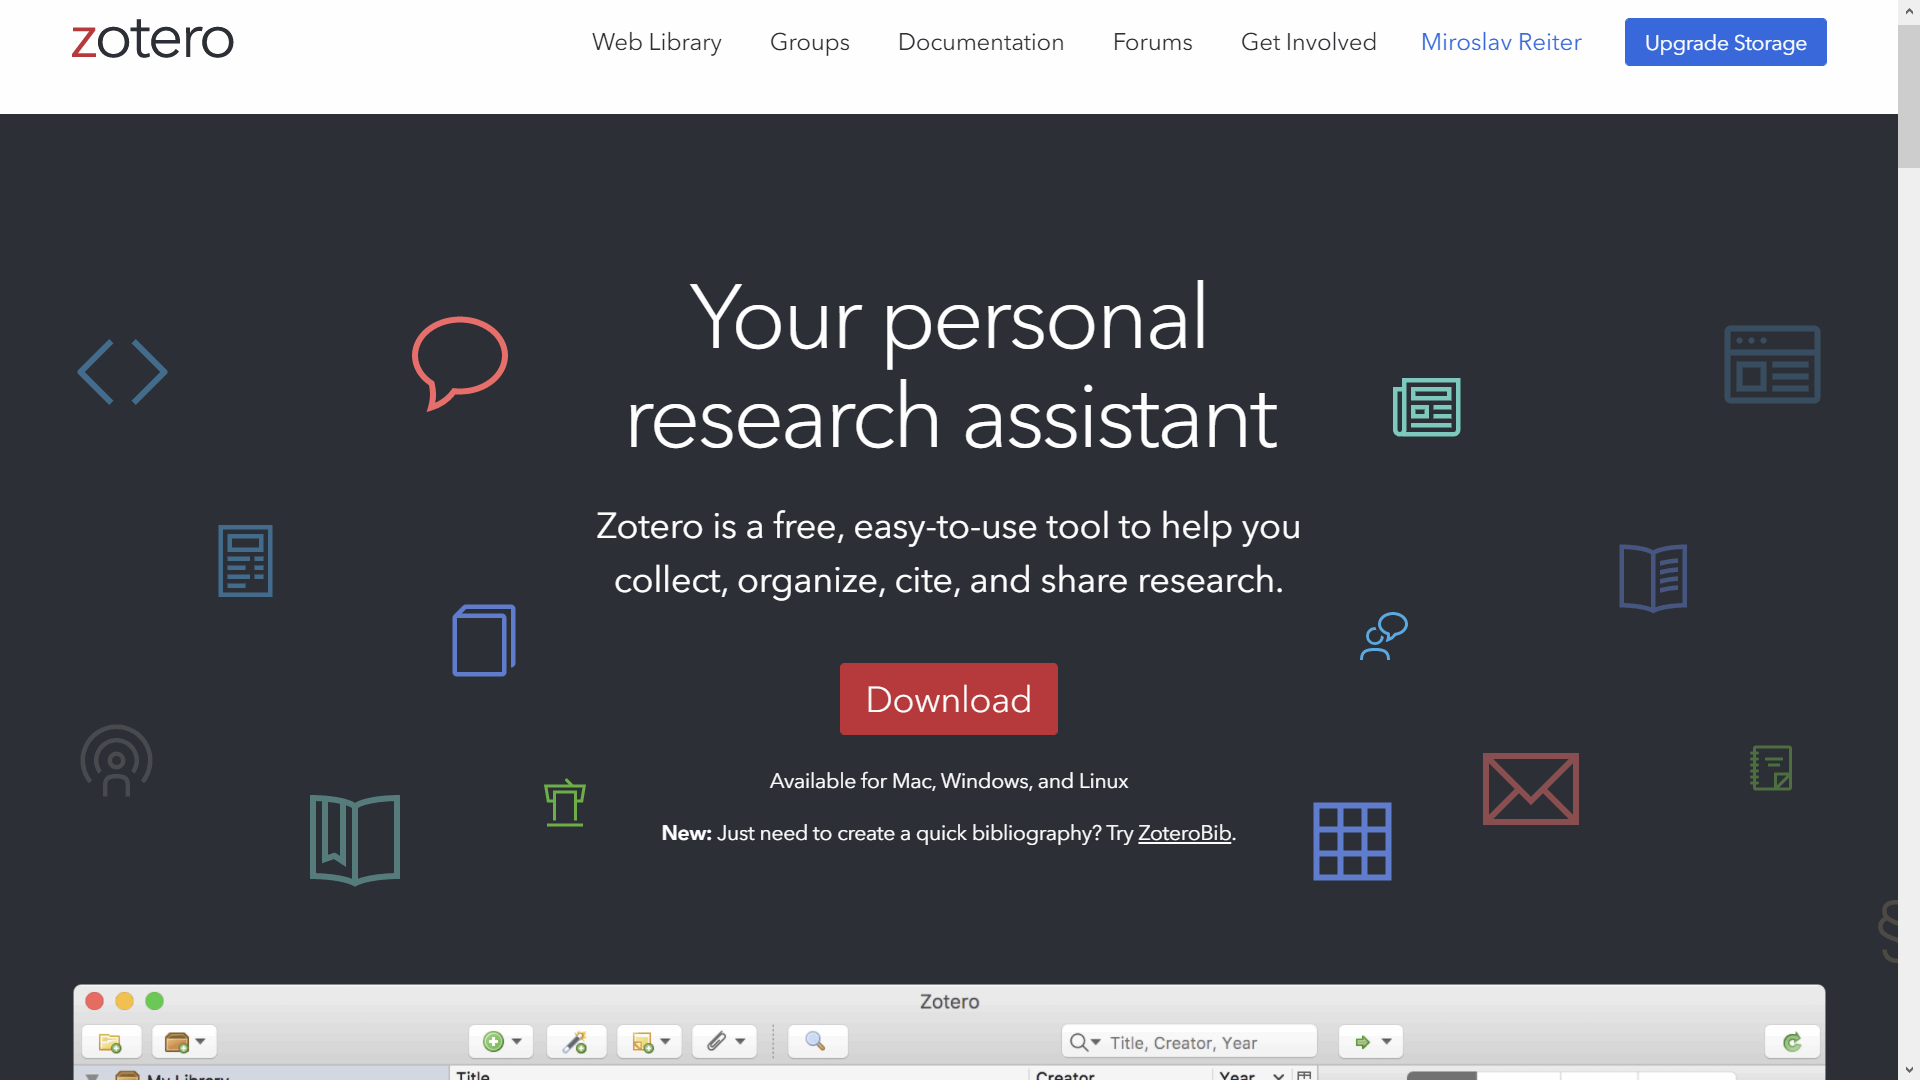 zotero
Web Library Groups Documentation Forums Get Involved Miroslav Reiter Upgrade Storage
Your personal
research assistant
Zotero is a free, easy-to-use tool to help you
collect, organize, cite, and share research.
Download
Available for Mac, Windows, and Linux
New: Just need to create a quick bibliography? Try ZoteroBib.
Zotero
Title, Creator, Year
My Library Title Creator Year